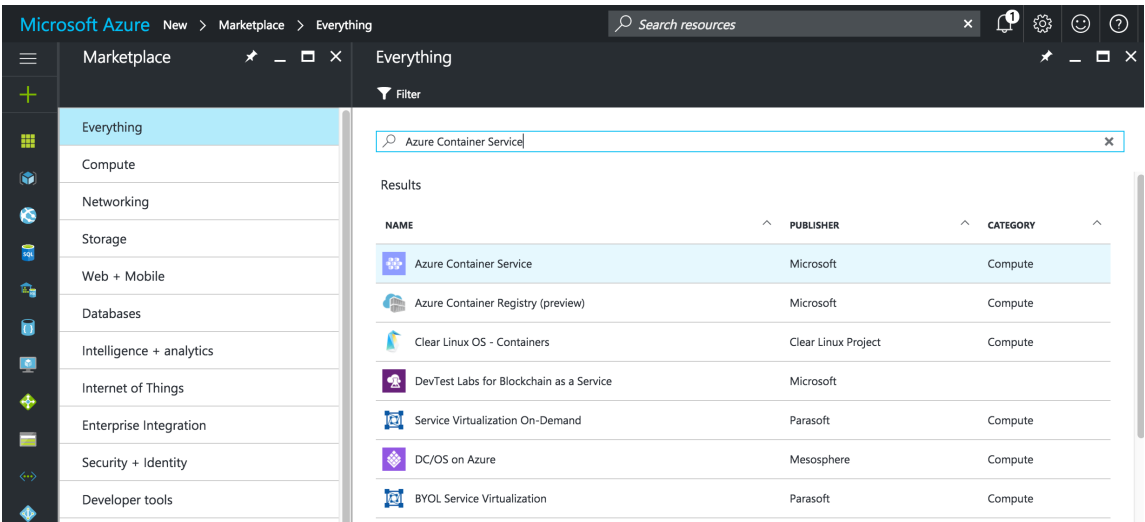 Microsoft Azure New > Marketplace > Everything
Search resources
1
Marketplace
Everything
Compute
Networking
Storage
Web + Mobile
Databases
Intelligence + analytics
Internet of Things
Enterprise Integration
Security + Identity
Developer tools
SQL
Everything
Filter
Azure Container Service
Results
NAME PUBLISHER CATEGORY
Azure Container Service Microsoft Compute
Azure Container Registry (preview) Microsoft Compute
Clear Linux OS - Containers Clear Linux Project Compute
DevTest Labs for Blockchain as a Service Microsoft
Service Virtualization On-Demand Parasoft Compute
DC/OS on Azure Mesosphere Compute
BYOL Service Virtualization Parasoft Compute